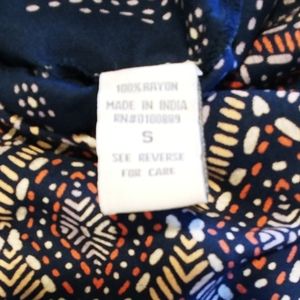 100% RAYON
MADE IN INDIA
RN#0100889
S
SEE REVERSE
FOR CARE